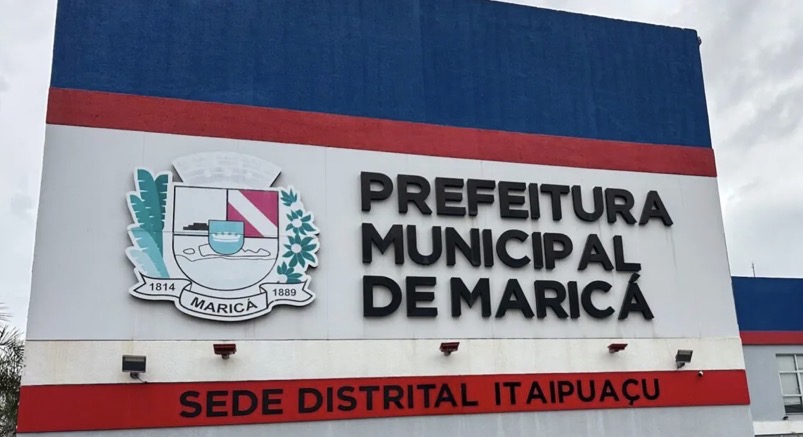 PREFEITURA
MUNICIPAL
DE MARICÁ
1814 MARICÁ 1889
SEDE DISTRITAL ITAIPUAÇU